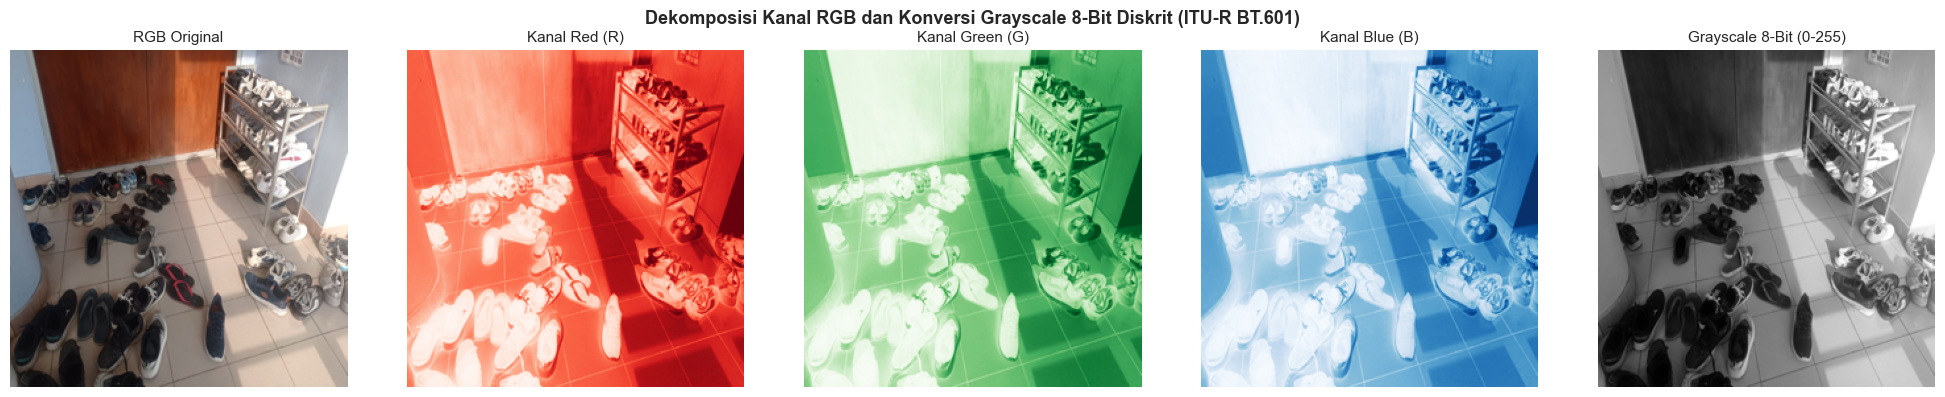 Dekomposisi Kanal RGB dan Konversi Grayscale 8-Bit Diskrit (ITU-R BT.601)
RGB Original
Kanal Red (R)
Kanal Green (G)
Kanal Blue (B)
Grayscale 8-Bit (0-255)